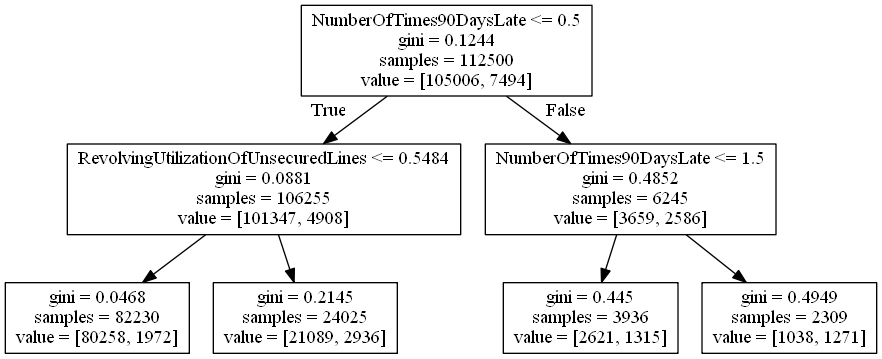 NumberOfTimes90DaysLate <= 0.5
gini = 0.1244
samples = 112500
value = [105006, 7494]
True
False
RevolvingUtilizationOfUnsecuredLines <= 0.5484
gini = 0.0881
samples = 106255
value = [101347, 4908]
NumberOfTimes90DaysLate <= 1.5
gini = 0.4852
samples = 6245
value = [3659, 2586]
gini = 0.0468
samples = 82230
value = [80258, 1972]
gini = 0.2145
samples = 24025
value = [21089, 2936]
gini = 0.445
samples = 3936
value = [2621, 1315]
gini = 0.4949
samples = 2309
value = [1038, 1271]